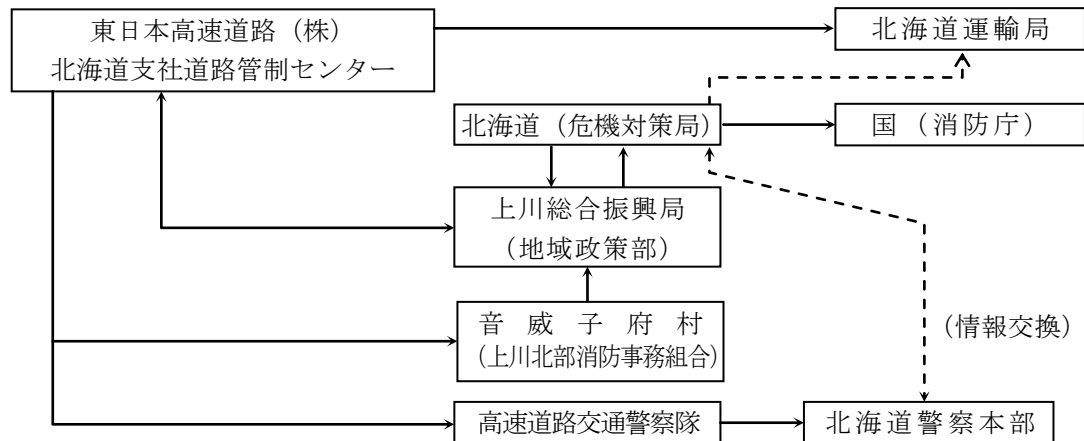 東日本高速道路（株）
北海道支社道路管制センター
北海道運輸局
北海道（危機対策局）
国（消防庁）
上川総合振興局
（地域政策部）
音威子府村
（上川北部消防事務組合）
（情報交換）
高速道路交通警察隊
北海道警察本部